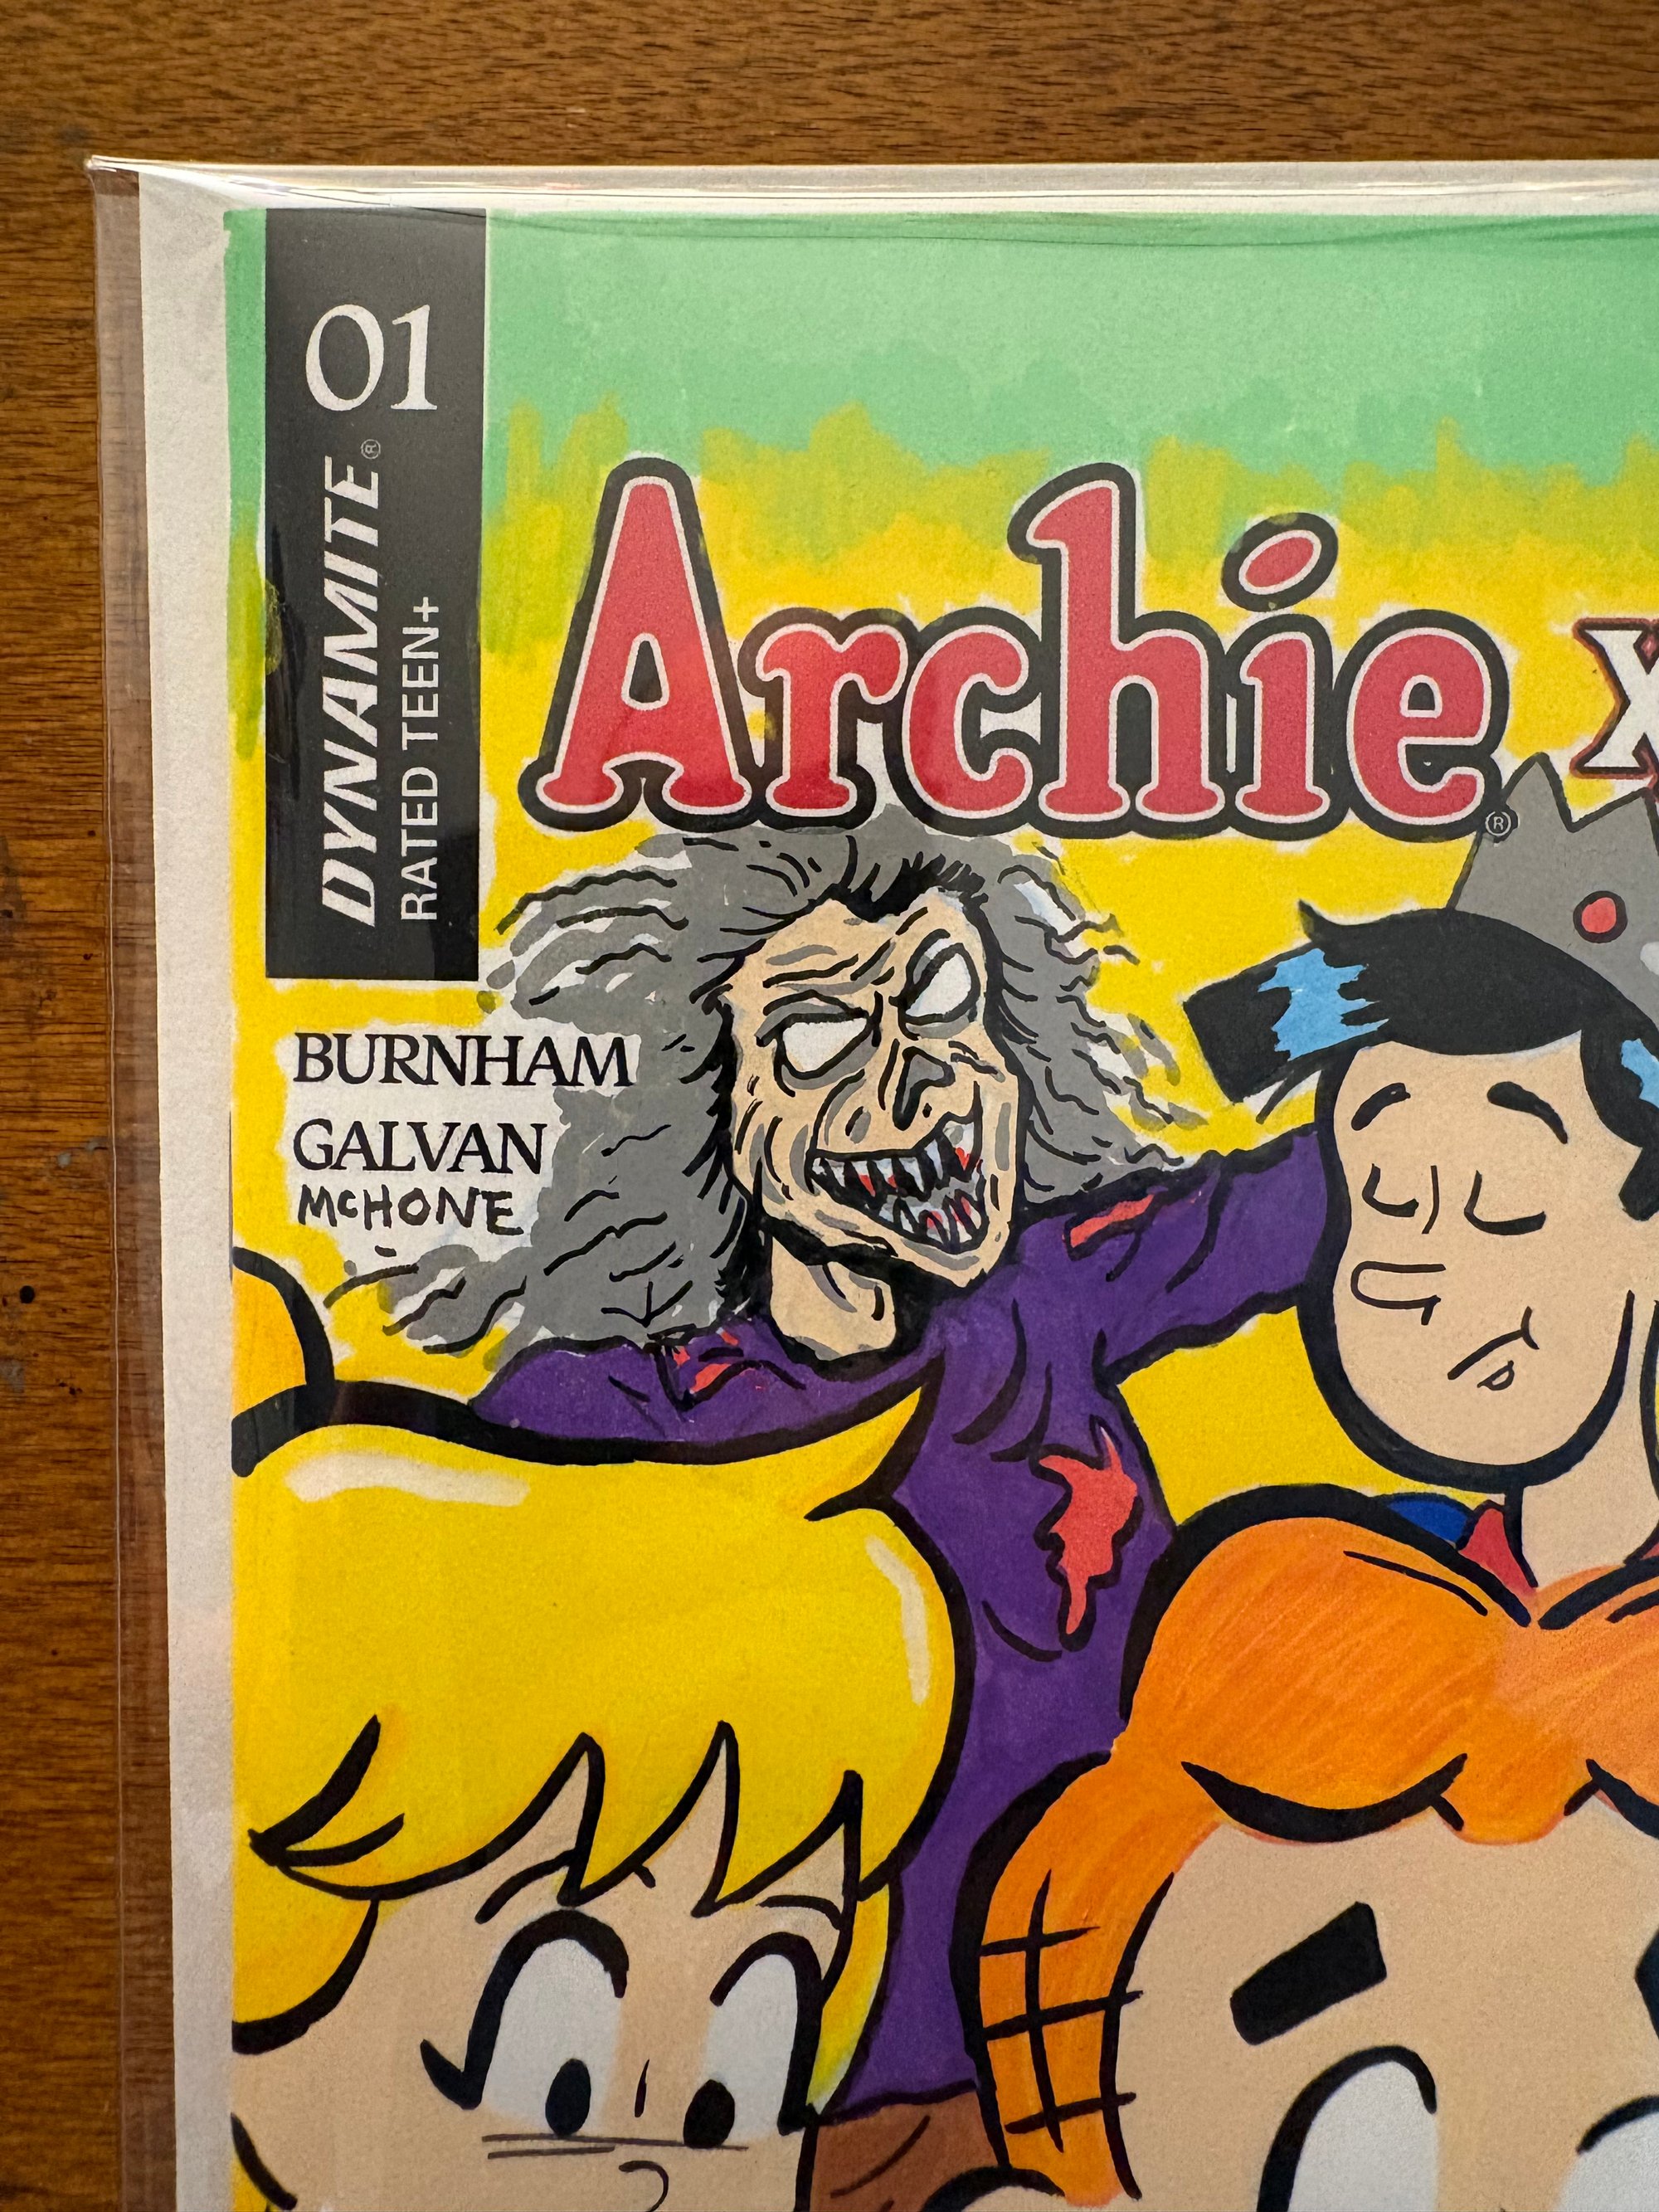 01
DYNAMITE®
RATED TEEN+
Archie® x
BURNHAM
GALVAN
McHONE